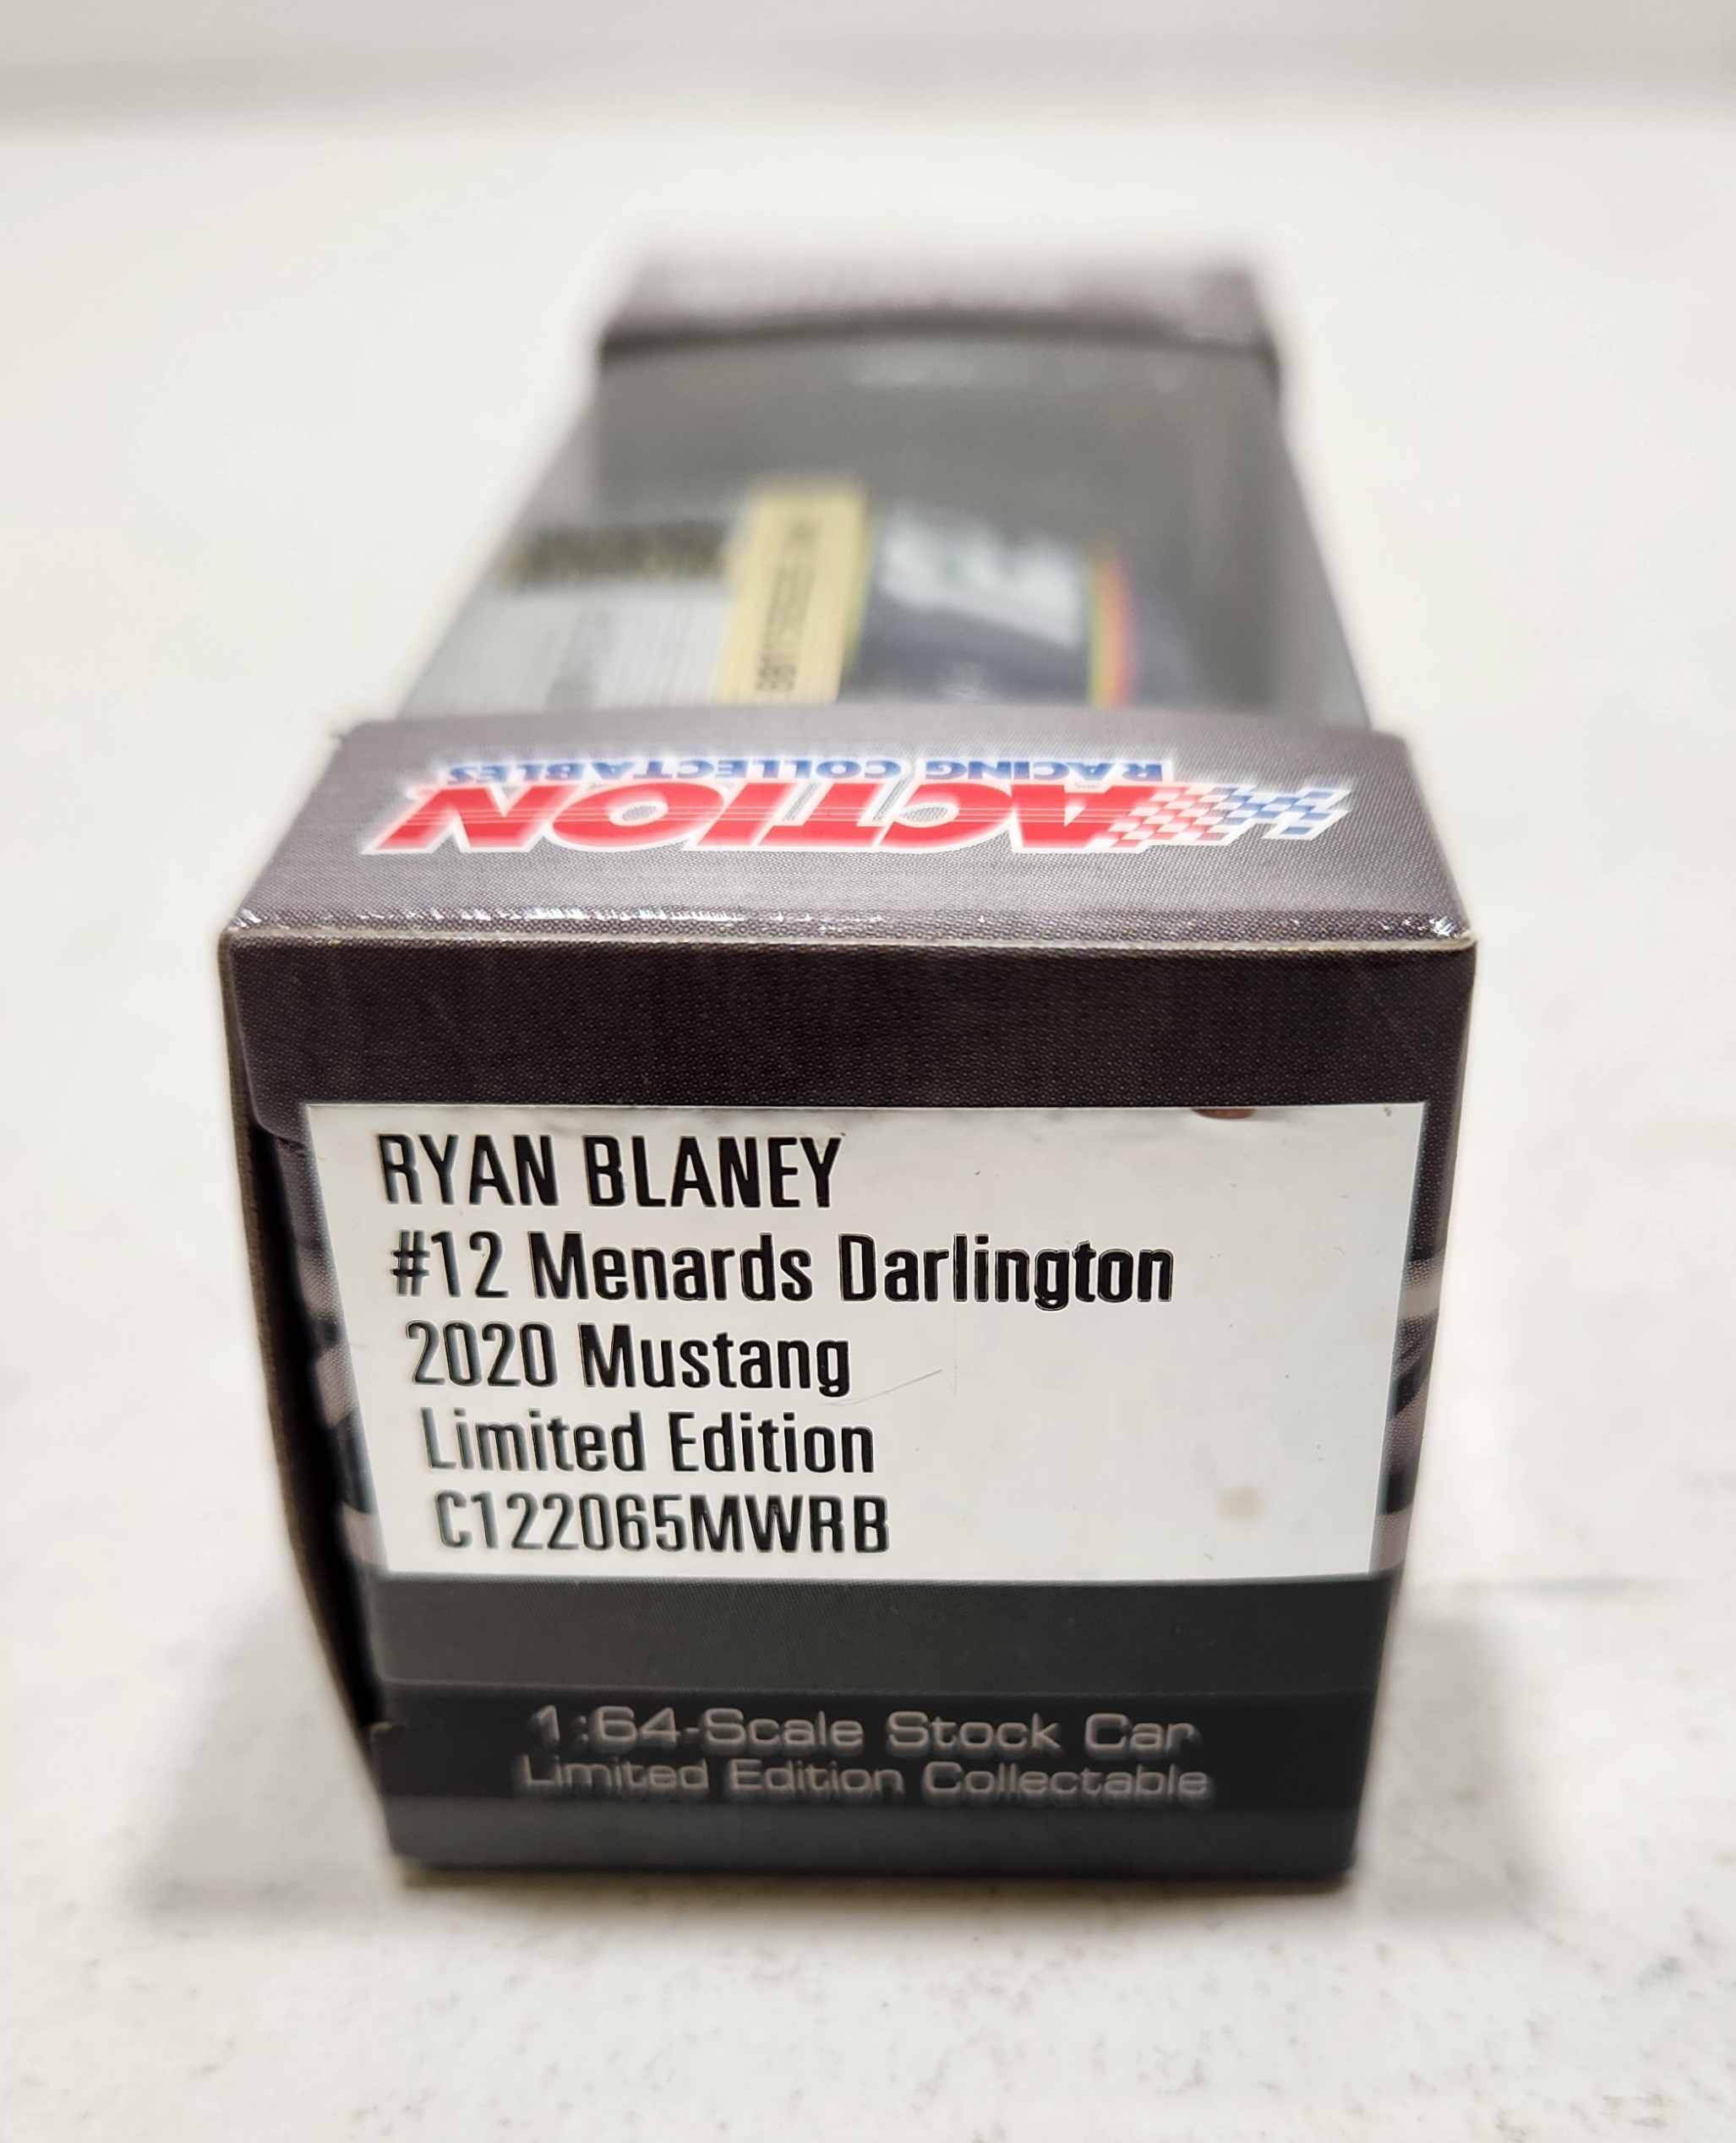 ACTION
RACING COLLECTABLES
RYAN BLANEY
#12 Menards Darlington
2020 Mustang
Limited Edition
C122065MWRB
1:64-Scale Stock Car
Limited Edition Collectable